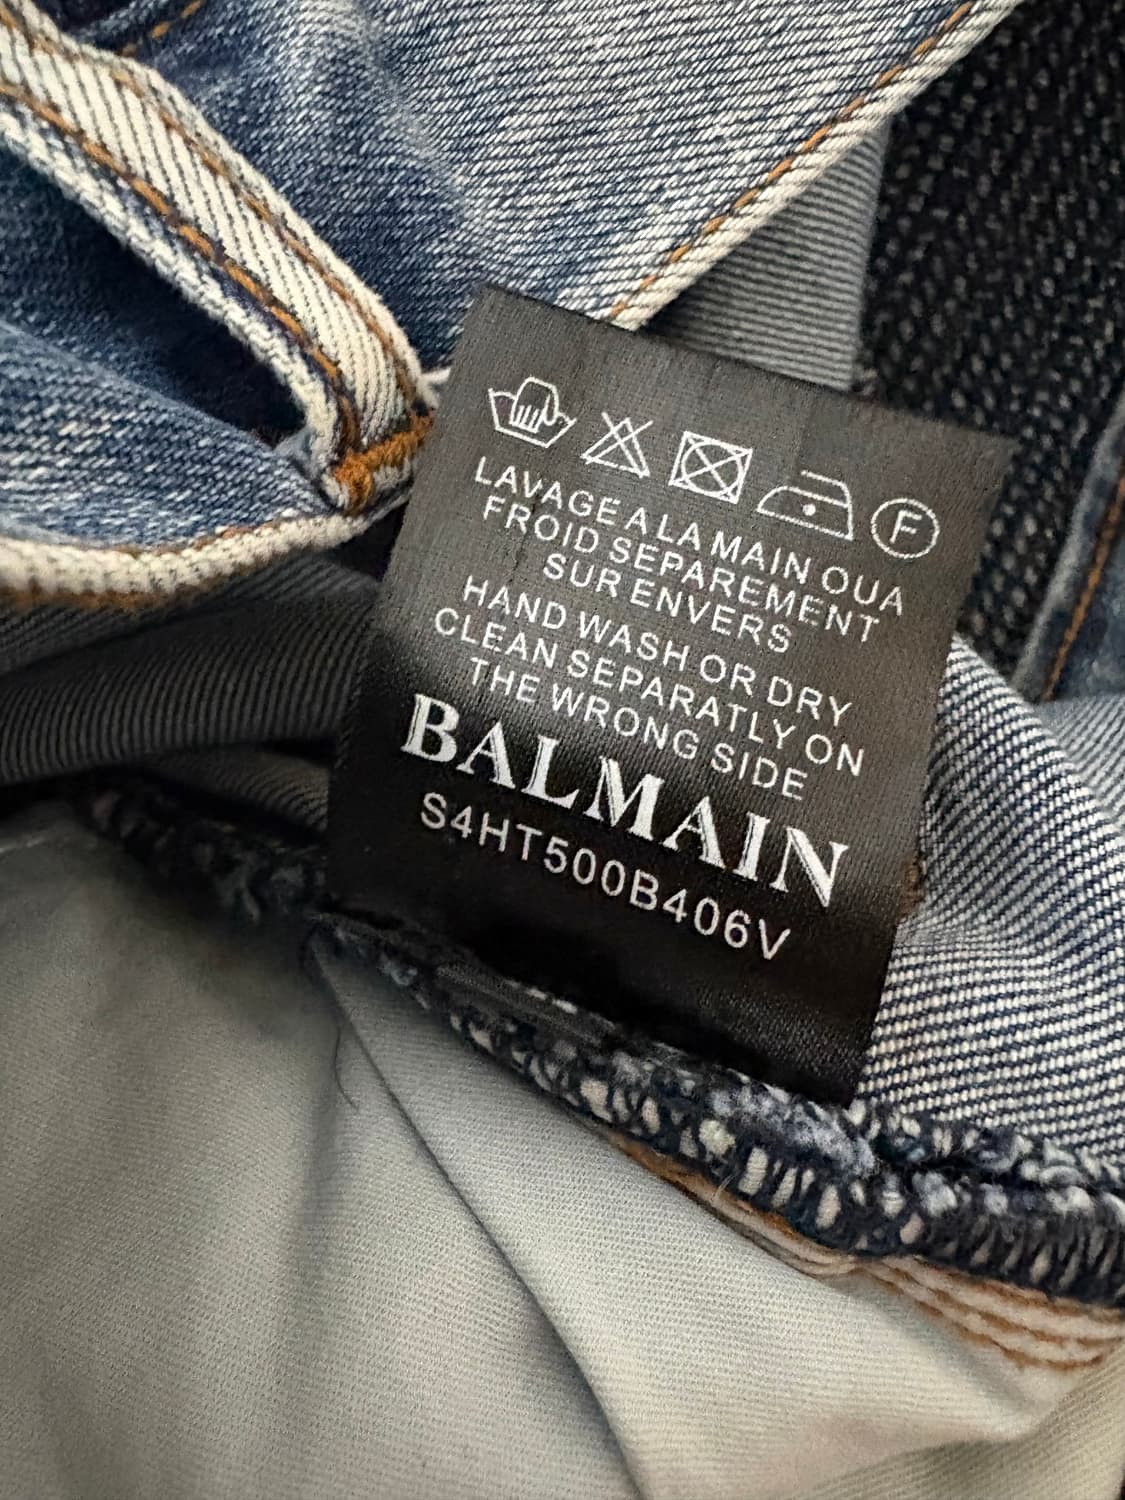 F
LAVAGE A LA MAIN OUA
FROID SEPAREMENT
SUR ENVERS
HAND WASH OR DRY
CLEAN SEPARATLY ON
THE WRONG SIDE
BALMAIN
S4HT500B406V